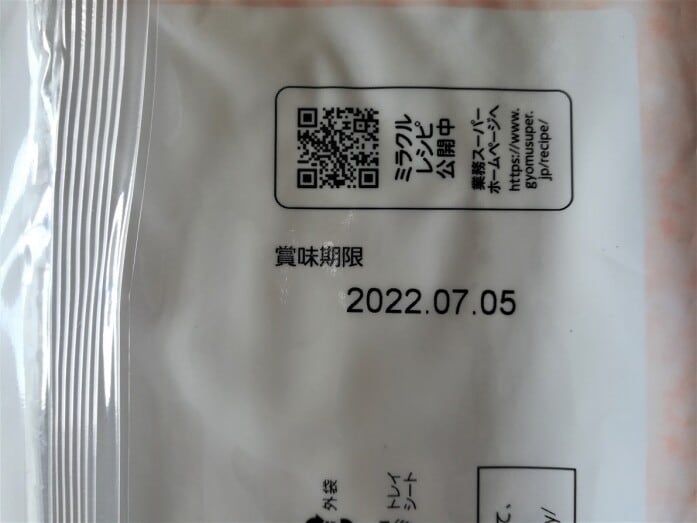 ミラクル
レシピ
公開中
業務スーパー
ホームページへ
https://www.
gyomusuper.
jp/recipe/
賞味期限
2022.07.05
外袋
トレイ
シート
て、
y/